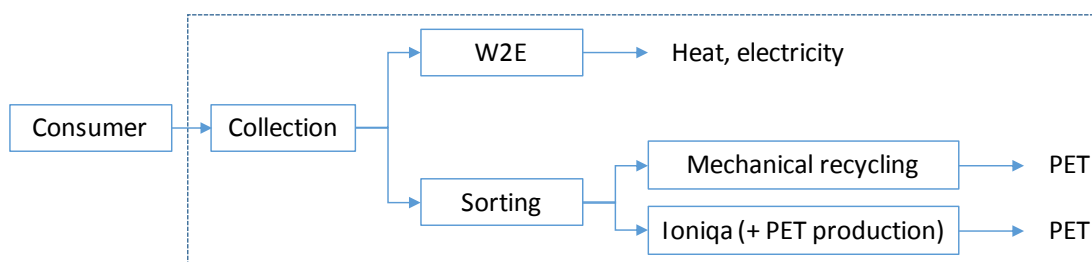 W2E
Heat, electricity
Consumer
Collection
Mechanical recycling
PET
Sorting
Ioniqa (+ PET production)
PET